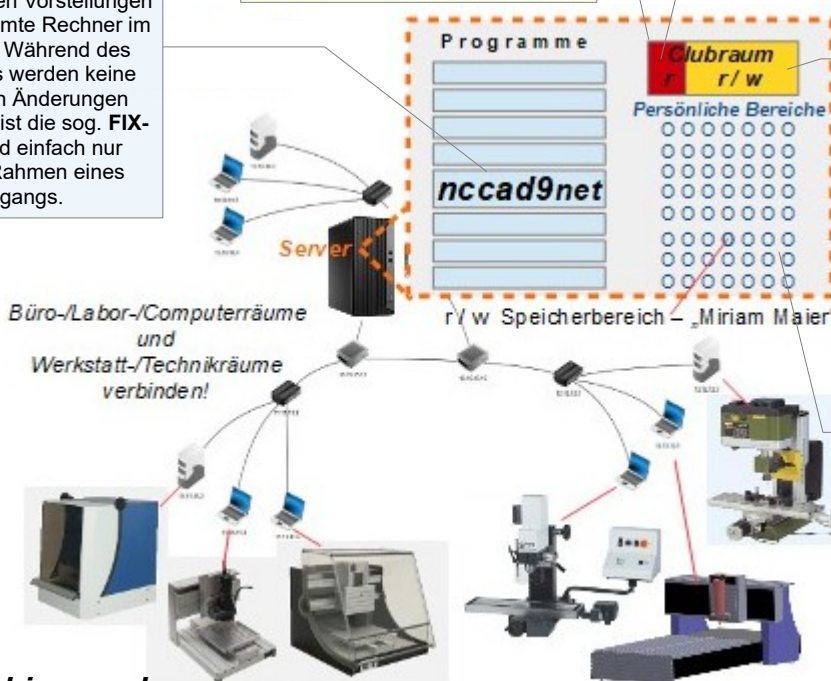 en Vorstellungen
mte Rechner im
Während des
s werden keine
n Änderungen
ist die sog. FIX-
d einfach nur
Rahmen eines
gangs.
Programme
nccad9net
Clubraum
r r/w
Persönliche Bereiche
Server
r/w Speicherbereich – „Miriam Maier“
Büro-/Labor-/Computerräume
und
Werkstatt-/Technikräume
verbinden!